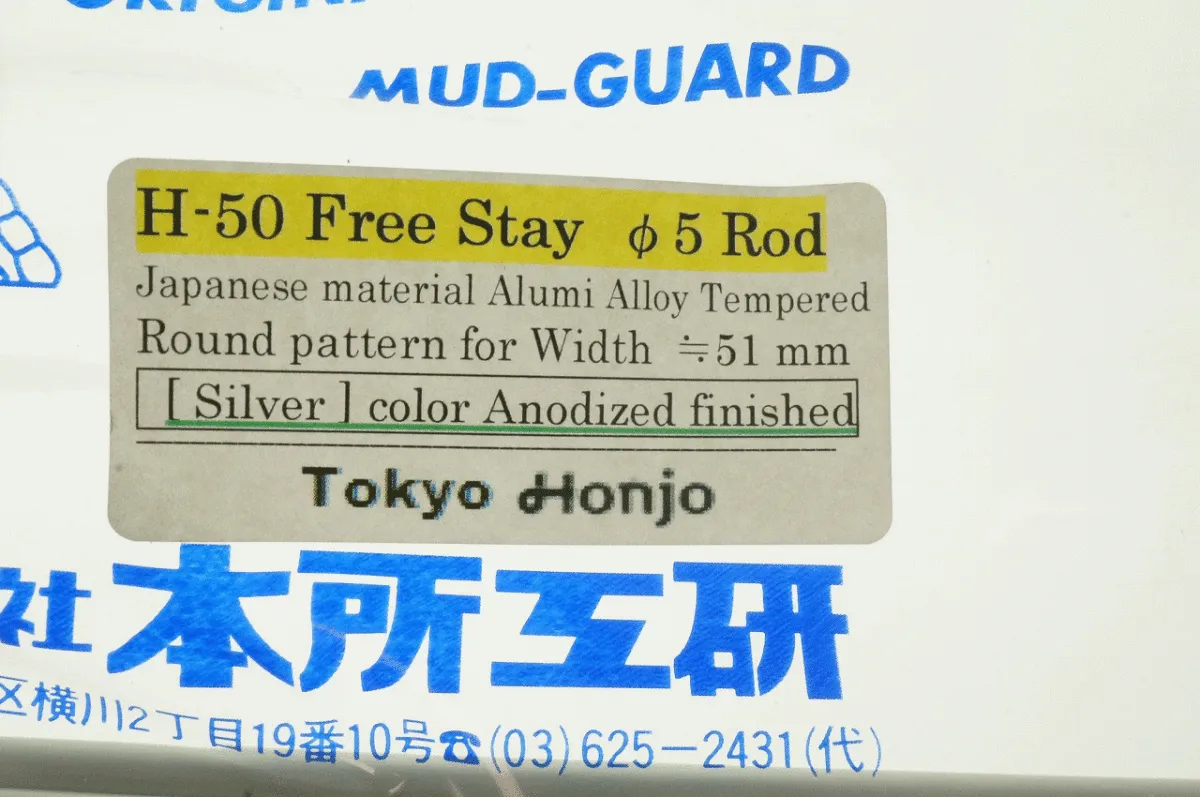 MUD-GUARD
H-50 Free Stay φ5 Rod
Japanese material Alumi Alloy Tempered
Round pattern for Width ≒51 mm
[ Silver ] color Anodized finished
Tokyo Honjo
社 本所工研
区横川2丁目19番10号☎(03)625-2431(代)